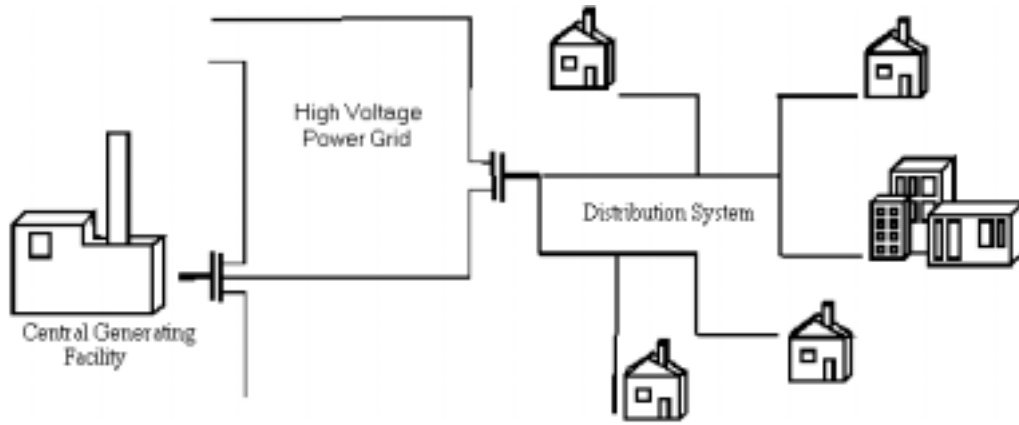 High Voltage
Power Grid
Distribution System
Central Generating
Facility